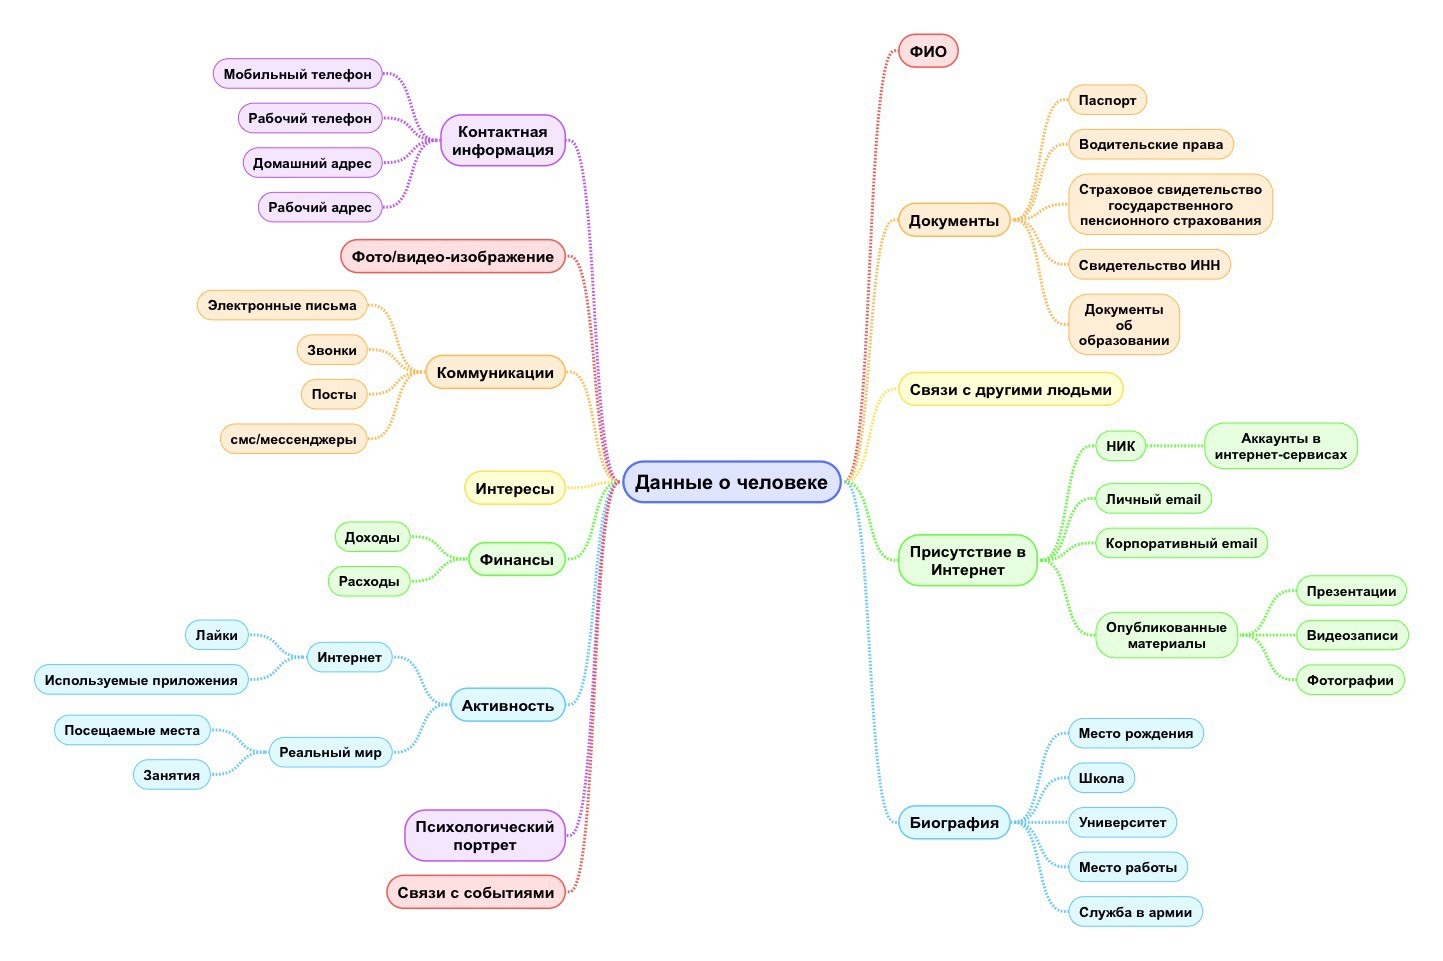 Данные о человеке
ФИО
Документы
Паспорт
Водительские права
Страховое свидетельство
государственного
пенсионного страхования
Свидетельство ИНН
Документы
об
образовании
Связи с другими людьми
Присутствие в
Интернет
НИК
Аккаунты в
интернет-сервисах
Личный email
Корпоративный email
Опубликованные
материалы
Презентации
Видеозаписи
Фотографии
Биография
Место рождения
Школа
Университет
Место работы
Служба в армии
Контактная
информация
Мобильный телефон
Рабочий телефон
Домашний адрес
Рабочий адрес
Фото/видео-изображение
Коммуникации
Электронные письма
Звонки
Посты
смс/мессенджеры
Интересы
Финансы
Доходы
Расходы
Активность
Интернет
Лайки
Используемые приложения
Реальный мир
Посещаемые места
Занятия
Психологический
портрет
Связи с событиями